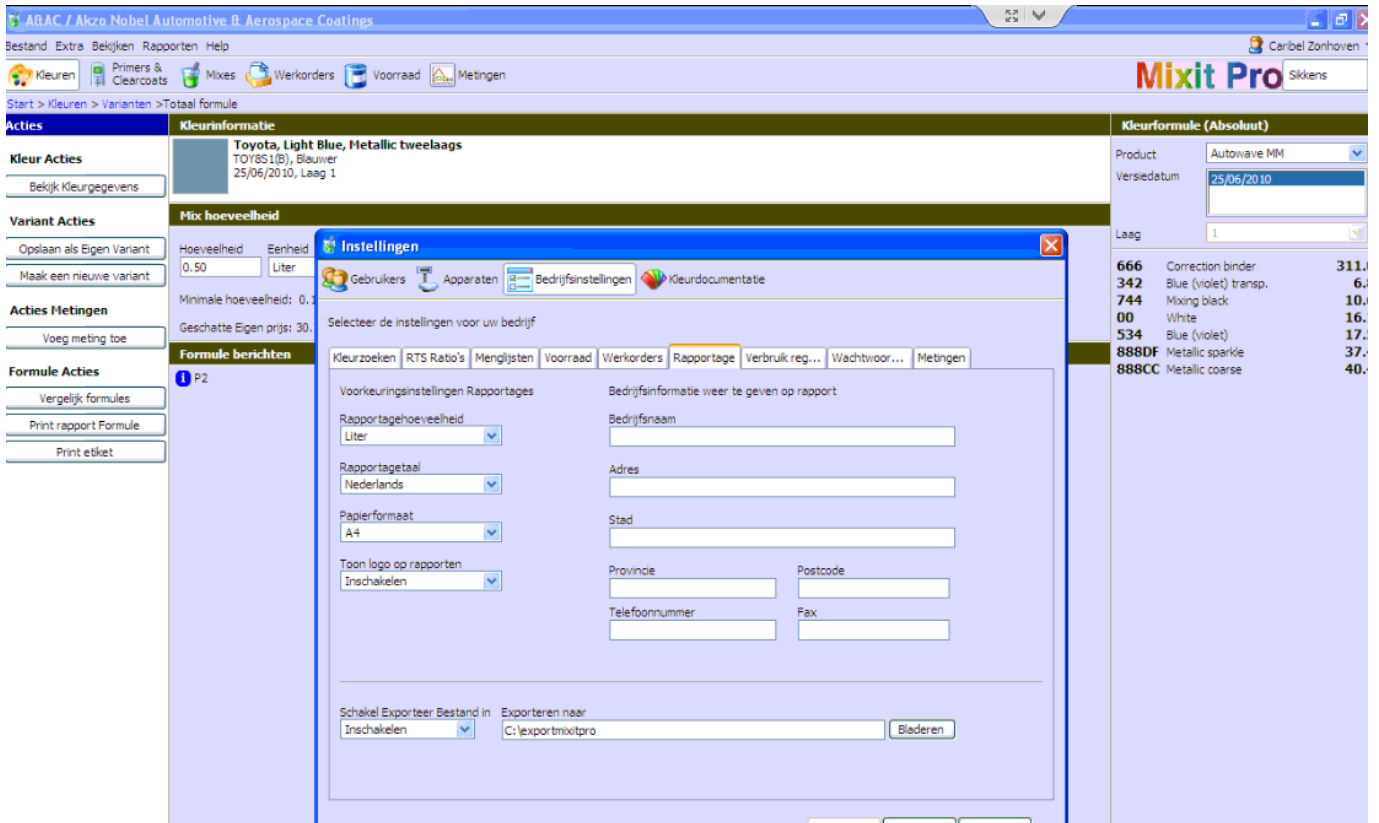 A&AC / Akzo Nobel Automotive & Aerospace Coatings
Bestand Extra Bekijken Rapporten Help
Caribel Zonhoven
Kleuren
Primers & Clearcoats
Mixes
Werkorders
Voorraad
Metingen
Mixit Pro
Sikkens
Start > Kleuren > Varianten >Totaal formule
Acties
Kleur Acties
Bekijk Kleurgegevens
Variant Acties
Opslaan als Eigen Variant
Maak een nieuwe variant
Acties Metingen
Voeg meting toe
Formule Acties
Vergelijk formules
Print rapport Formule
Print etiket
Kleurinformatie
Toyota, Light Blue, Metallic tweelaags
TOY8S1(B), Blauwer
25/06/2010, Laag 1
Mix hoeveelheid
Hoeveelheid Eenheid
0.50 Liter
Minimale hoeveelheid: 0.1
Geschatte Eigen prijs: 30.
Formule berichten
P2
Instellingen
Gebruikers
Apparaten
Bedrijfsinstellingen
Kleurdocumentatie
Selecteer de instellingen voor uw bedrijf
Kleurzoeken RTS Ratio's Menglijsten Voorraad Werkorders Rapportage Verbruik reg... Wachtwoor... Metingen
Voorkeuringsinstellingen Rapportages
Rapportagehoeveelheid
Liter
Rapportagetaal
Nederlands
Papierformaat
A4
Toon logo op rapporten
Inschakelen
Bedrijfsinformatie weer te geven op rapport
Bedrijfsnaam
Adres
Stad
Provincie Postcode
Telefoonnummer Fax
Schakel Exporteer Bestand in Exporteren naar
Inschakelen C:\exportmixitpro Bladeren
Kleurformule (Absoluut)
Product Autowave MM
Versiedatum 25/06/2010
Laag 1
666 Correction binder 311.
342 Blue (violet) transp. 6.
744 Mixing black 10.
00 White 16.
534 Blue (violet) 17.
888DF Metallic sparkle 37.
888CC Metallic coarse 40.